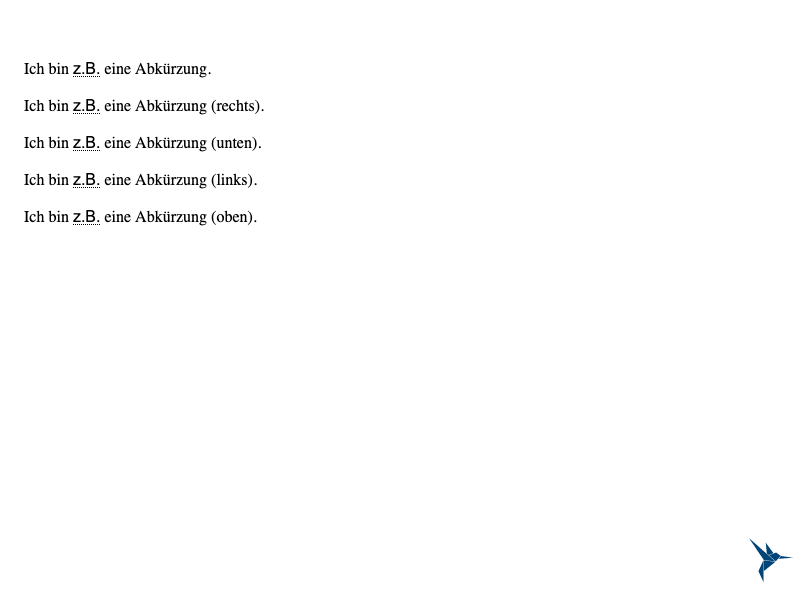 Ich bin z.B. eine Abkürzung.
Ich bin z.B. eine Abkürzung (rechts).
Ich bin z.B. eine Abkürzung (unten).
Ich bin z.B. eine Abkürzung (links).
Ich bin z.B. eine Abkürzung (oben).